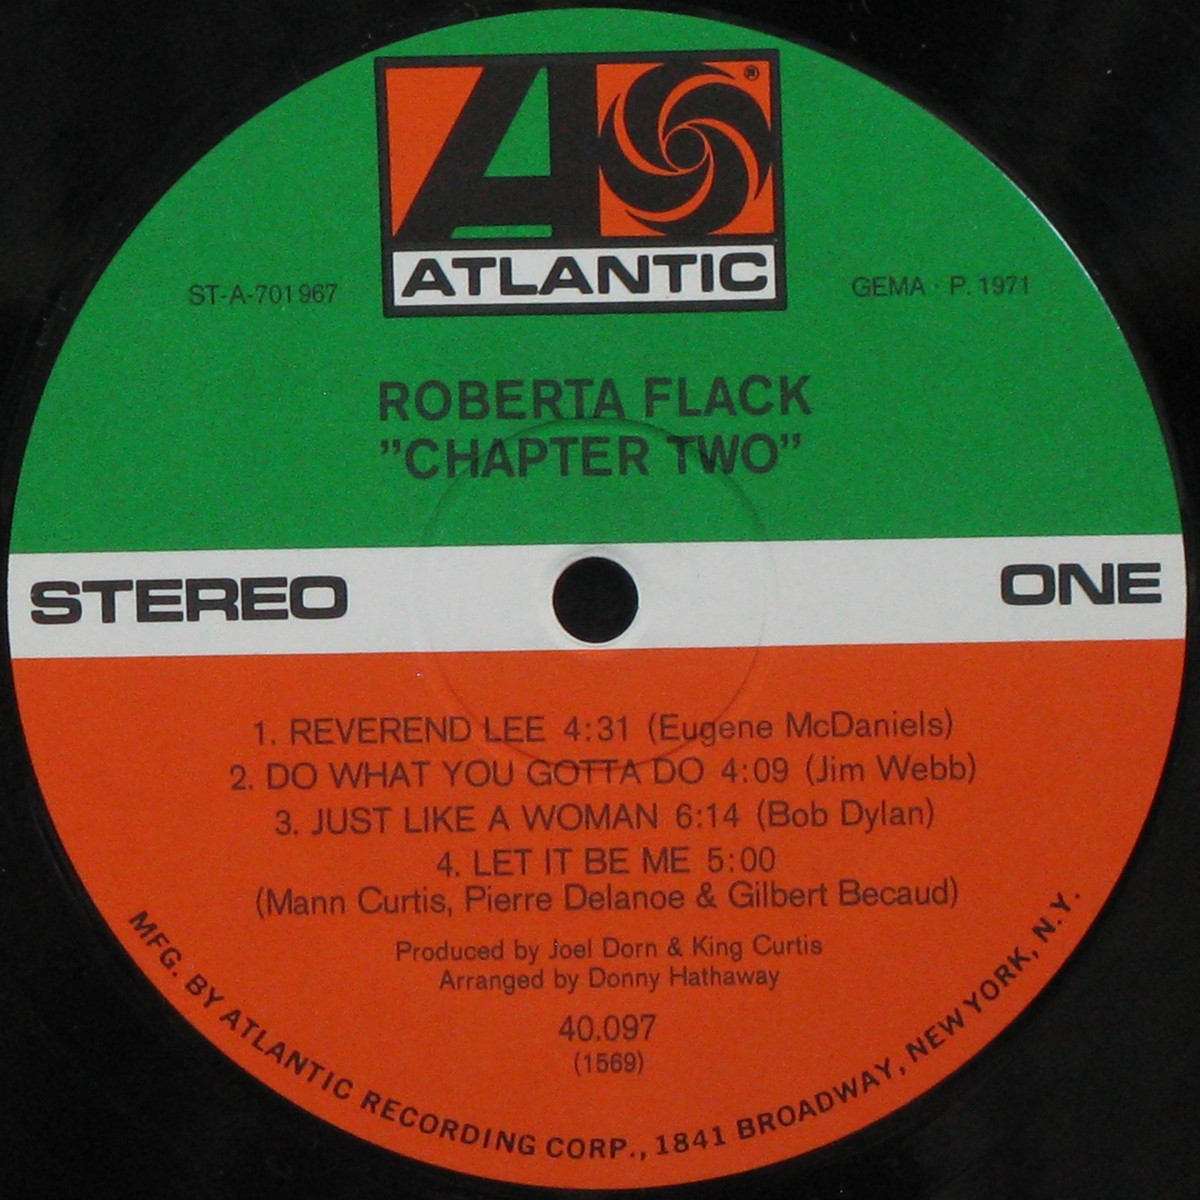 ®
ATLANTIC
ST-A-701 967
GEMA · P. 1971
ROBERTA FLACK
"CHAPTER TWO"
STEREO
ONE
1. REVEREND LEE 4:31 (Eugene McDaniels)
2. DO WHAT YOU GOTTA DO 4:09 (Jim Webb)
3. JUST LIKE A WOMAN 6:14 (Bob Dylan)
4. LET IT BE ME 5:00
(Mann Curtis, Pierre Delanoe & Gilbert Becaud)
Produced by Joel Dorn & King Curtis
Arranged by Donny Hathaway
40.097
(1569)
MFG. BY ATLANTIC RECORDING CORP., 1841 BROADWAY, NEW YORK, N.Y.